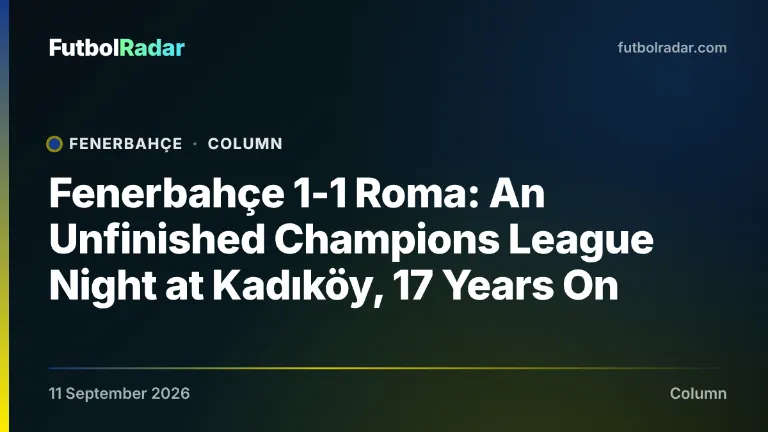 FutbolRadar
futbolradar.com
FENERBAHÇE · COLUMN
Fenerbahçe 1-1 Roma: An
Unfinished Champions League
Night at Kadıköy, 17 Years On
11 September 2026
Column